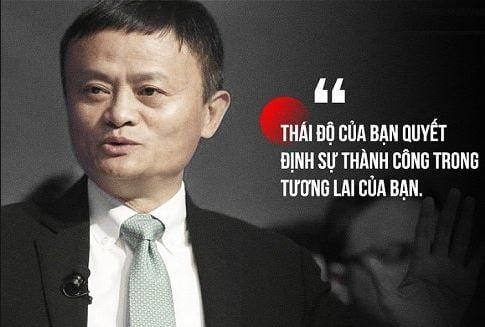 “
THÁI ĐỘ CỦA BẠN QUYẾT
ĐỊNH SỰ THÀNH CÔNG TRONG
TƯƠNG LAI CỦA BẠN.